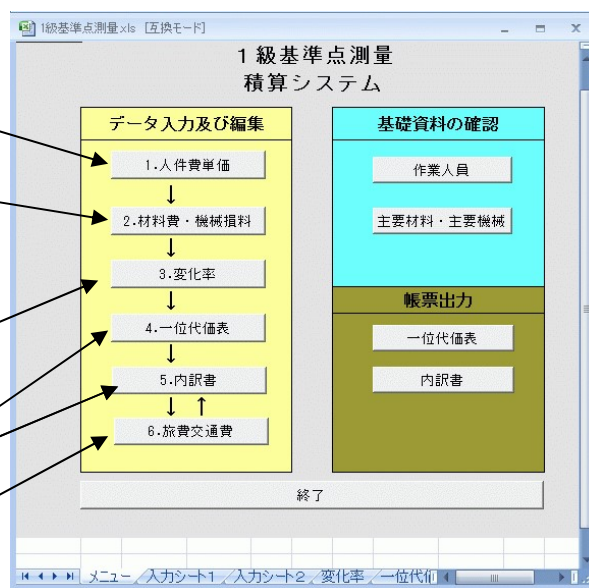 1級基準点測量.xls [互換モード]
1級基準点測量
積算システム
データ入力及び編集
1.人件費単価
↓
2.材料費・機械損料
↓
3.変化率
↓
4.一位代価表
↓
5.内訳書
↓ ↑
6.旅費交通費
基礎資料の確認
作業人員
主要材料・主要機械
帳票出力
一位代価表
内訳書
終了
メニュー 入力シート1 入力シート2 変化率 一位代価